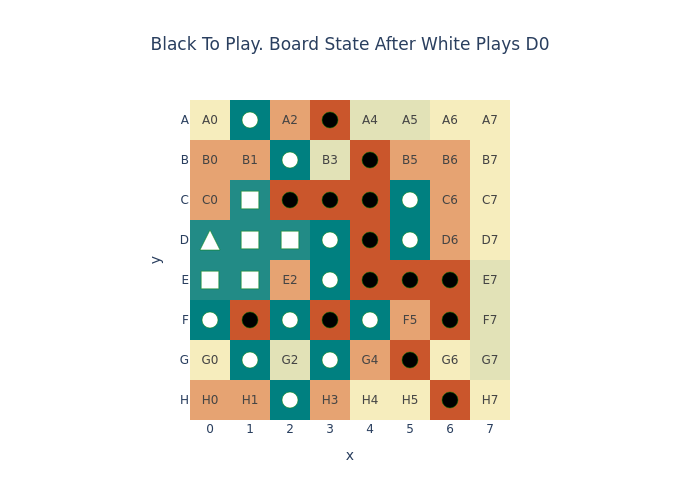 Black To Play. Board State After White Plays D0
A A0 A2 A4 A5 A6 A7
B B0 B1 B3 B5 B6 B7
C C0 C6 C7
D D6 D7
y
E E2 E7
F F5 F7
G G0 G2 G4 G6 G7
H H0 H1 H3 H4 H5 H7
0 1 2 3 4 5 6 7
x